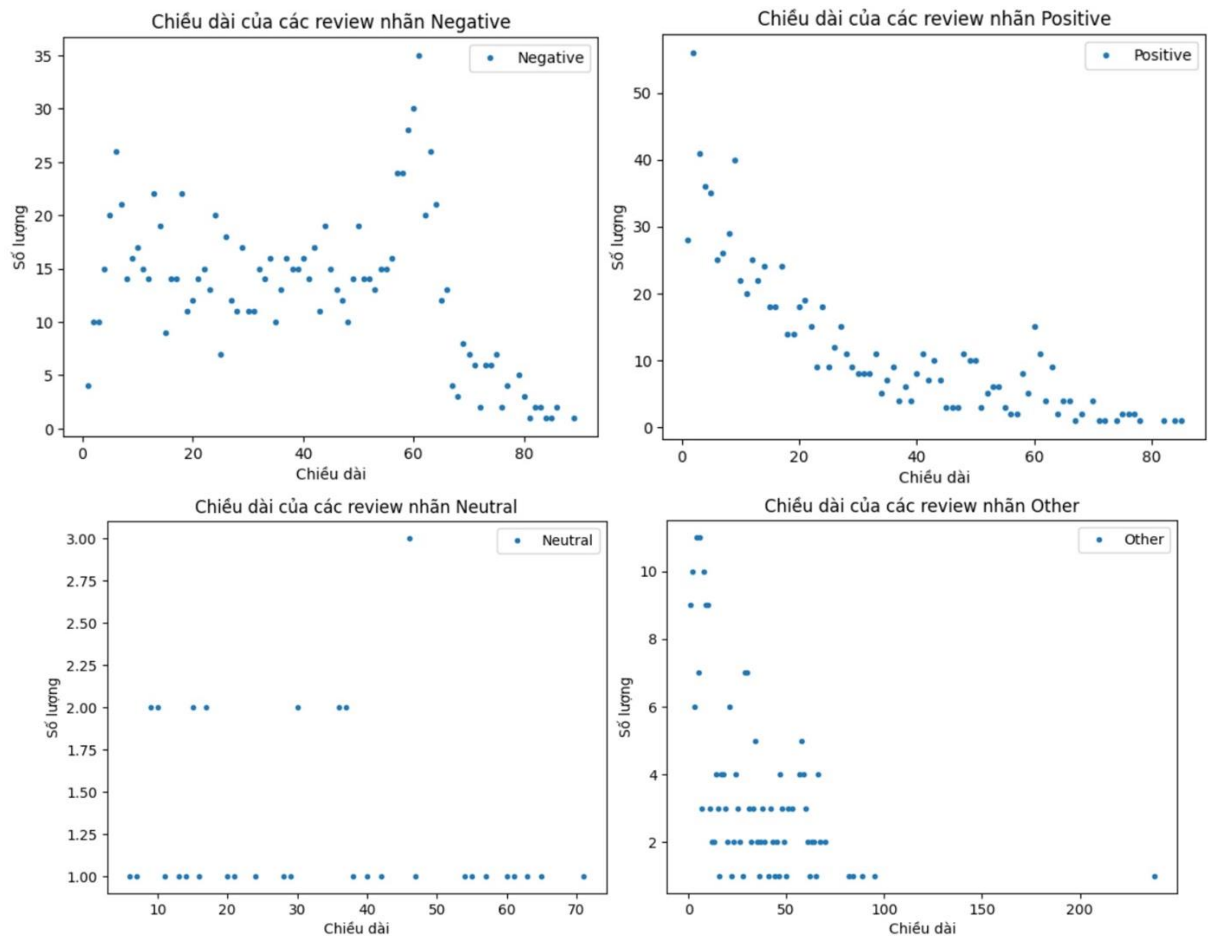 Chiều dài của các review nhãn Negative
Negative
35
30
25
20
15
10
5
0
Số lượng
0 20 40 60 80
Chiều dài
Chiều dài của các review nhãn Positive
Positive
50
40
30
20
10
0
Số lượng
0 20 40 60 80
Chiều dài
Chiều dài của các review nhãn Neutral
Neutral
3.00
2.75
2.50
2.25
2.00
1.75
1.50
1.25
1.00
Số lượng
10 20 30 40 50 60 70
Chiều dài
Chiều dài của các review nhãn Other
Other
10
8
6
4
2
Số lượng
0 50 100 150 200
Chiều dài